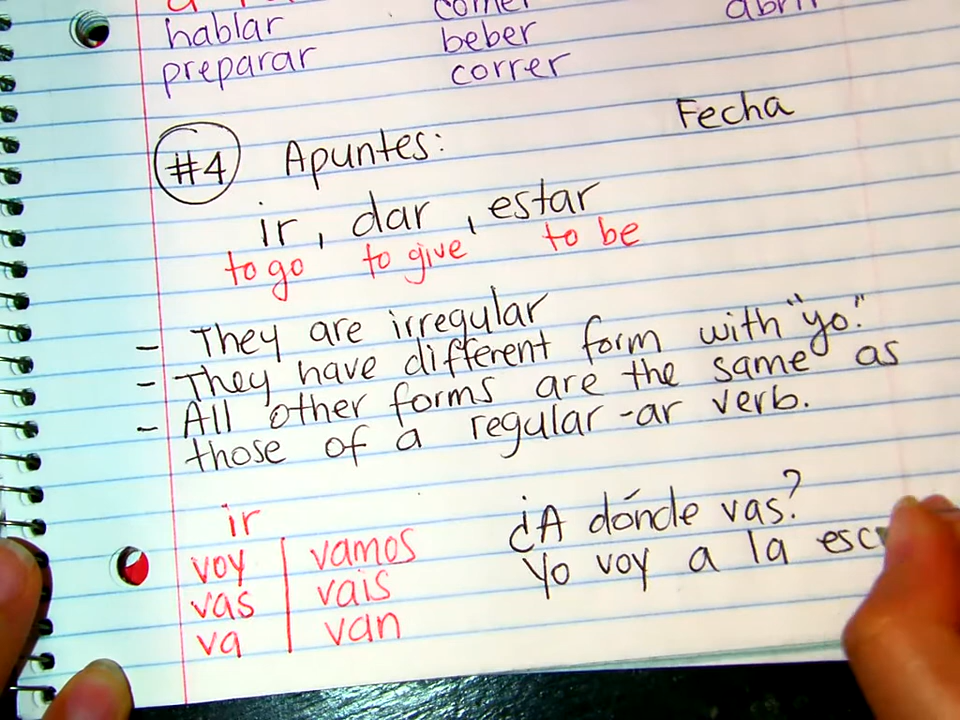 hablar
beber
preparar
correr
Fecha
#4 Apuntes:
ir, dar, estar
to go to give to be
- They are irregular
- They have different form with "yo."
- All other forms are the same as
those of a regular -ar verb.
ir
voy vamos
vas vais
va van
¿A dónde vas?
Yo voy a la